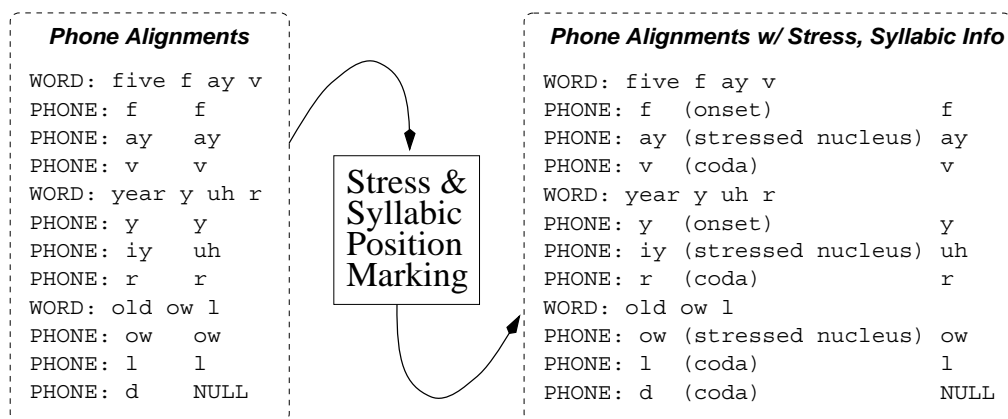 Phone Alignments
WORD: five f ay v
PHONE: f f
PHONE: ay ay
PHONE: v v
WORD: year y uh r
PHONE: y y
PHONE: iy uh
PHONE: r r
WORD: old ow l
PHONE: ow ow
PHONE: l l
PHONE: d NULL
Stress &
Syllabic
Position
Marking
Phone Alignments w/ Stress, Syllabic Info
WORD: five f ay v
PHONE: f (onset) f
PHONE: ay (stressed nucleus) ay
PHONE: v (coda) v
WORD: year y uh r
PHONE: y (onset) y
PHONE: iy (stressed nucleus) uh
PHONE: r (coda) r
WORD: old ow l
PHONE: ow (stressed nucleus) ow
PHONE: l (coda) l
PHONE: d (coda) NULL